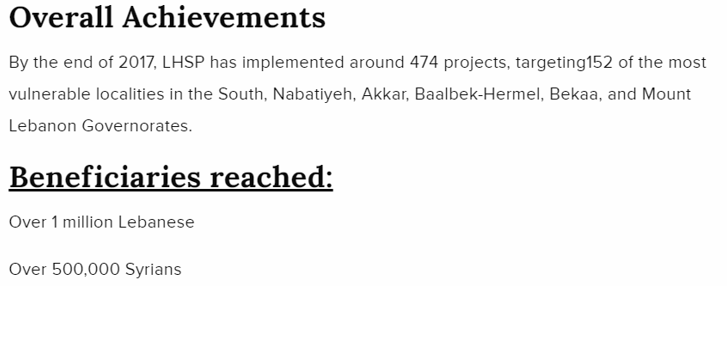 Overall Achievements
By the end of 2017, LHSP has implemented around 474 projects, targeting152 of the most
vulnerable localities in the South, Nabatiyeh, Akkar, Baalbek-Hermel, Bekaa, and Mount
Lebanon Governorates.
Beneficiaries reached:
Over 1 million Lebanese
Over 500,000 Syrians